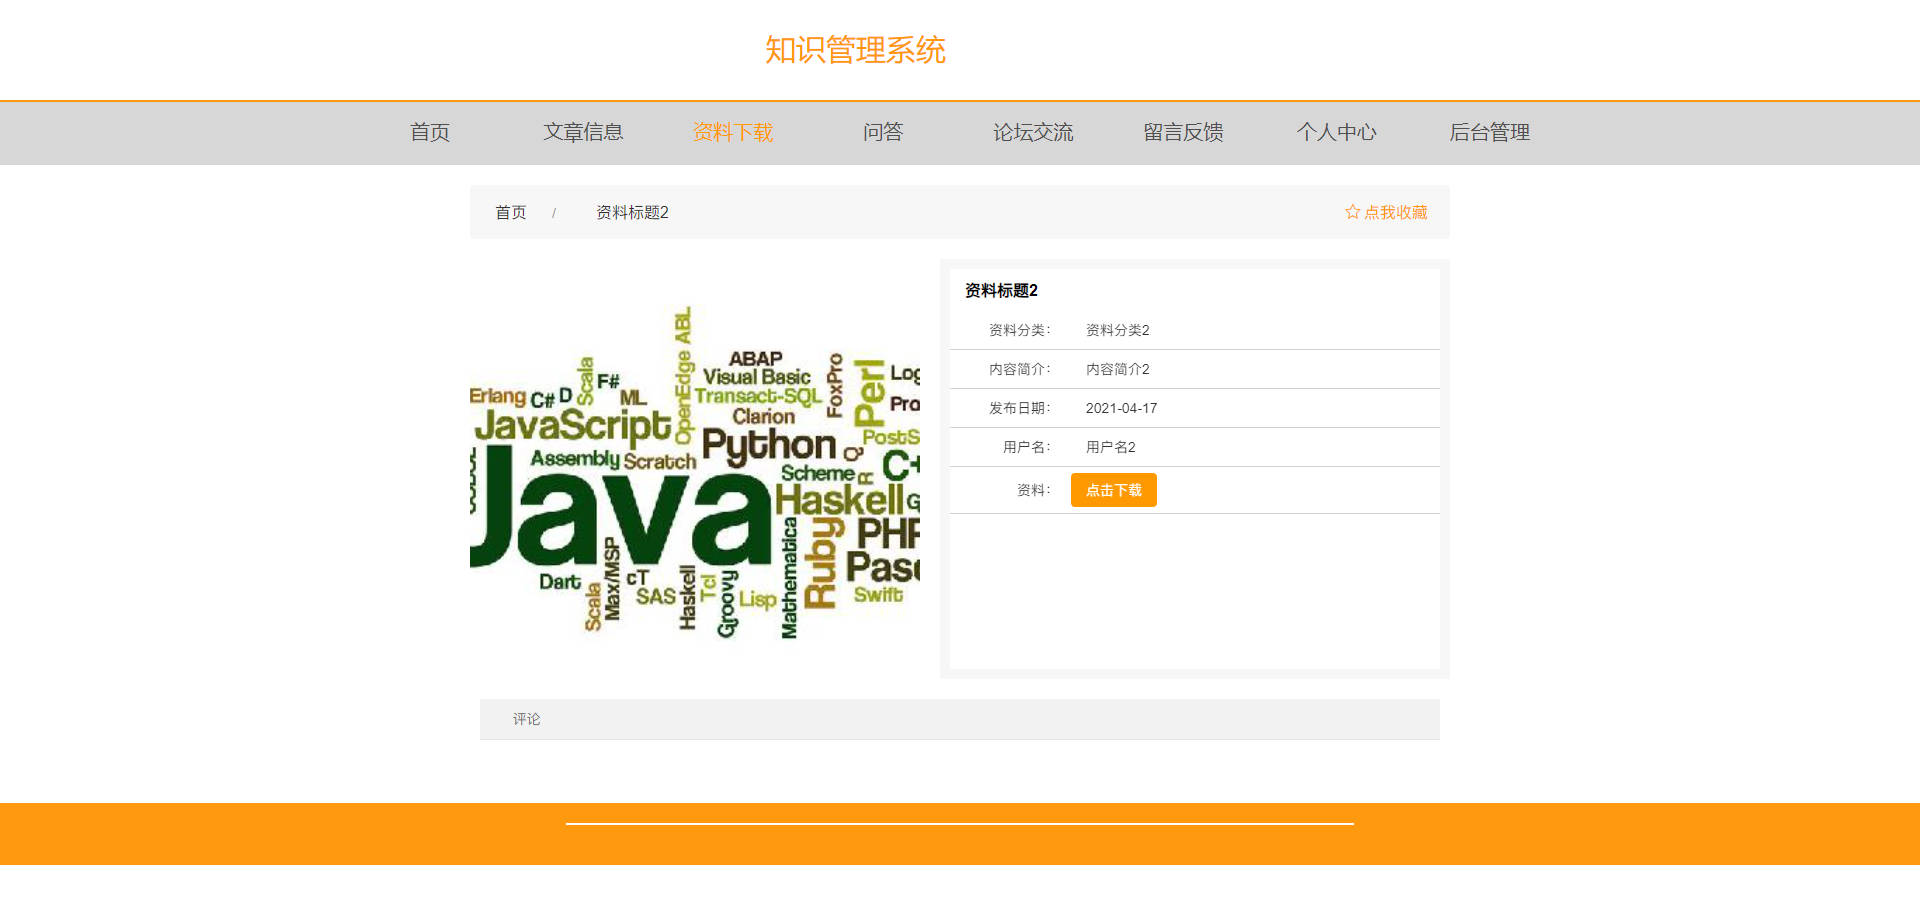 知识管理系统
首页 文章信息 资料下载 问答 论坛交流 留言反馈 个人中心 后台管理
首页 / 资料标题2 ☆ 点我收藏
OpenEdge ABL
ABAP
Visual Basic
Transact-SQL
Clarion
FoxPro
Perl
Erlang
C#
D
Scala
F#
ML
JavaScript
Python
Assembly
Scratch
Scheme
R
Haskell
Java
Dart
Scala
Max/MSP
cT
SAS
Haskell
Tcl
Groovy
Lisp
Mathematica
Ruby
Swift
资料标题2
资料分类： 资料分类2
内容简介： 内容简介2
发布日期： 2021-04-17
用户名： 用户名2
资料： 点击下载
评论